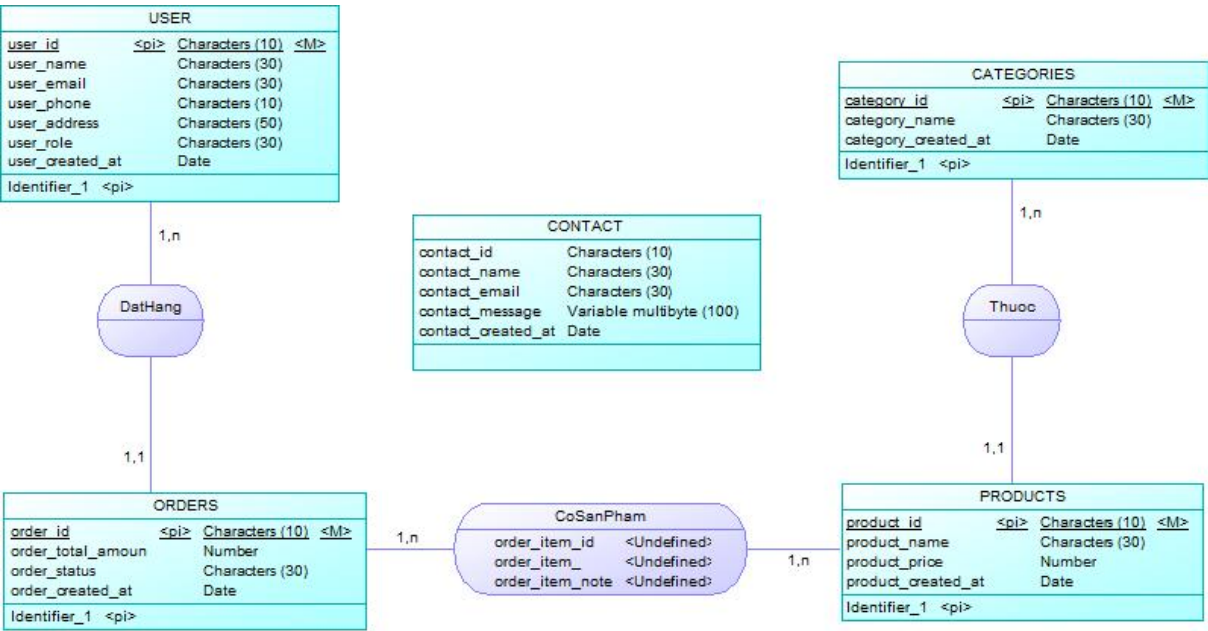 USER
user_id <pi> Characters (10) <M>
user_name Characters (30)
user_email Characters (30)
user_phone Characters (10)
user_address Characters (50)
user_role Characters (30)
user_created_at Date
Identifier_1 <pi>
CATEGORIES
category_id <pi> Characters (10) <M>
category_name Characters (30)
category_created_at Date
Identifier_1 <pi>
1,n
1,n
CONTACT
contact_id Characters (10)
contact_name Characters (30)
contact_email Characters (30)
contact_message Variable multibyte (100)
contact_created_at Date
DatHang
Thuoc
1,1
1,1
ORDERS
order_id <pi> Characters (10) <M>
order_total_amoun Number
order_status Characters (30)
order_created_at Date
Identifier_1 <pi>
1,n
CoSanPham
order_item_id <Undefined>
order_item_ <Undefined>
order_item_note <Undefined>
1,n
PRODUCTS
product_id <pi> Characters (10) <M>
product_name Characters (30)
product_price Number
product_created_at Date
Identifier_1 <pi>